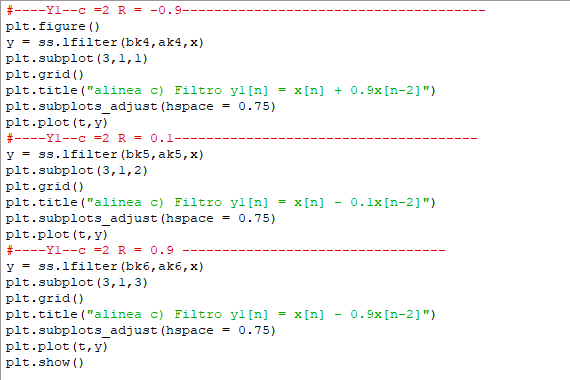 #----Y1--c =2 R = -0.9--------------------------------------
plt.figure()
y = ss.lfilter(bk4,ak4,x)
plt.subplot(3,1,1)
plt.grid()
plt.title("alinea c) Filtro y1[n] = x[n] + 0.9x[n-2]")
plt.subplots_adjust(hspace = 0.75)
plt.plot(t,y)
#----Y1--c =2 R = 0.1--------------------------------------
y = ss.lfilter(bk5,ak5,x)
plt.subplot(3,1,2)
plt.grid()
plt.title("alinea c) Filtro y1[n] = x[n] - 0.1x[n-2]")
plt.subplots_adjust(hspace = 0.75)
plt.plot(t,y)
#----Y1--c =2 R = 0.9 ---------------------------------
y = ss.lfilter(bk6,ak6,x)
plt.subplot(3,1,3)
plt.grid()
plt.title("alinea c) Filtro y1[n] = x[n] - 0.9x[n-2]")
plt.subplots_adjust(hspace = 0.75)
plt.plot(t,y)
plt.show()